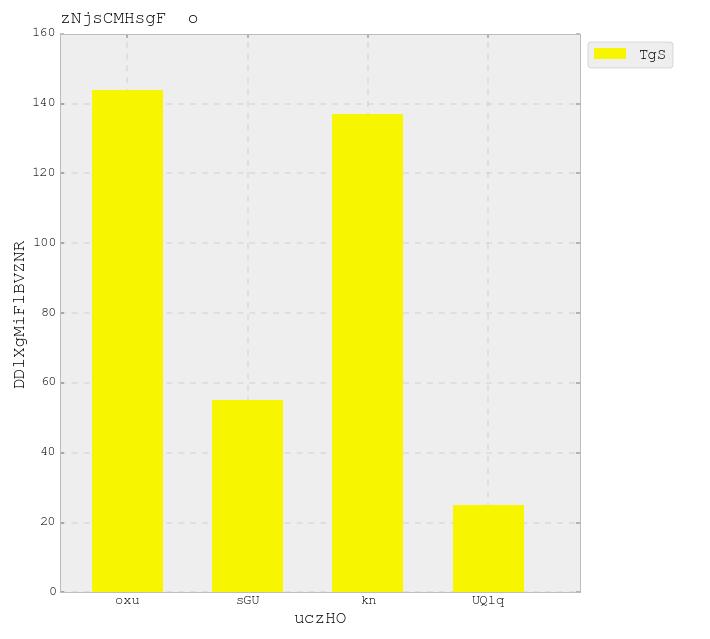 zNjsCMHsgF  o
160
140
120
100
80
60
40
20
0
DDlXgMiFlBVZNR
oxu sGU kn UQlq
uczHO
TgS